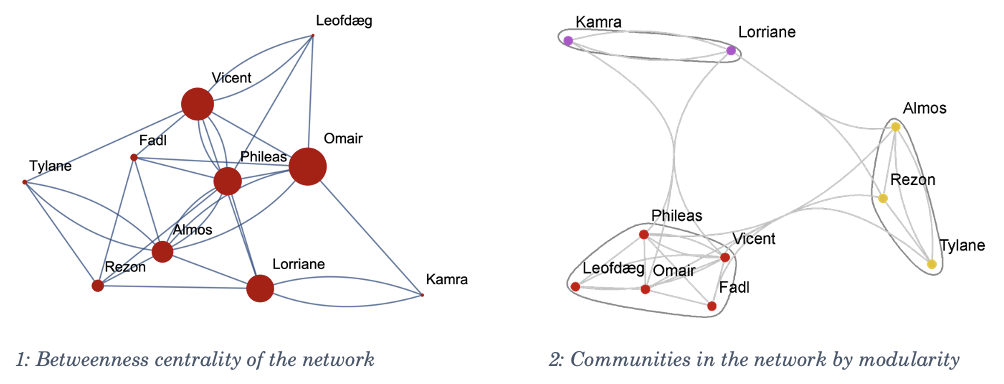 Leofdæg
Vicent
Fadl
Omair
Phileas
Tylane
Almos
Rezon
Lorriane
Kamra
1: Betweenness centrality of the network
Kamra
Lorriane
Almos
Rezon
Phileas
Vicent
Tylane
Leofdæg
Omair
Fadl
2: Communities in the network by modularity